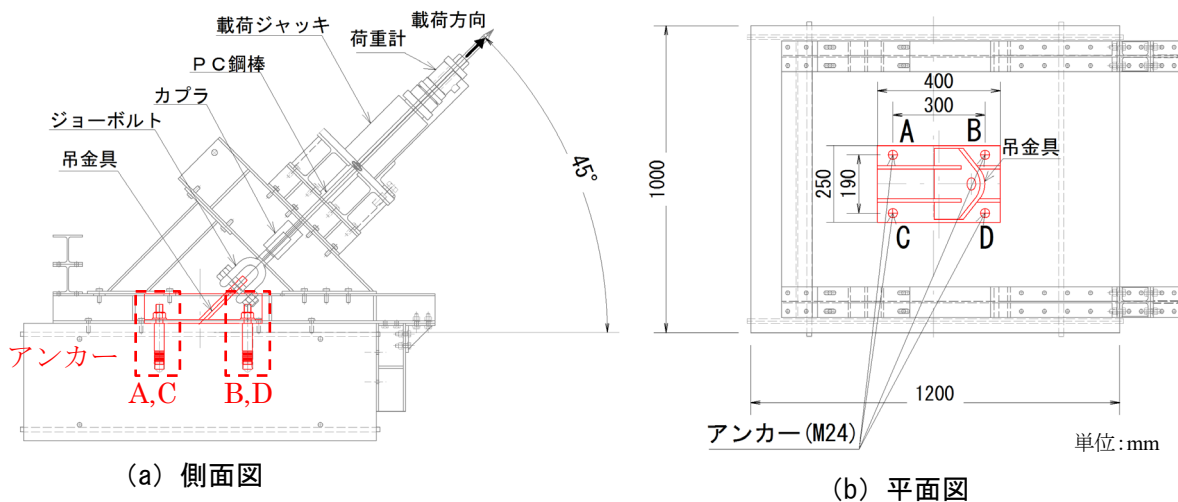 載荷方向
載荷ジャッキ
荷重計
ＰＣ鋼棒
カプラ
ジョーボルト
吊金具
吊金具
45°
アンカー
A,C
B,D
(a) 側面図
400
300
A
B
吊金具
1000
250
190
C
D
1200
アンカー(M24)
単位:mm
(b) 平面図